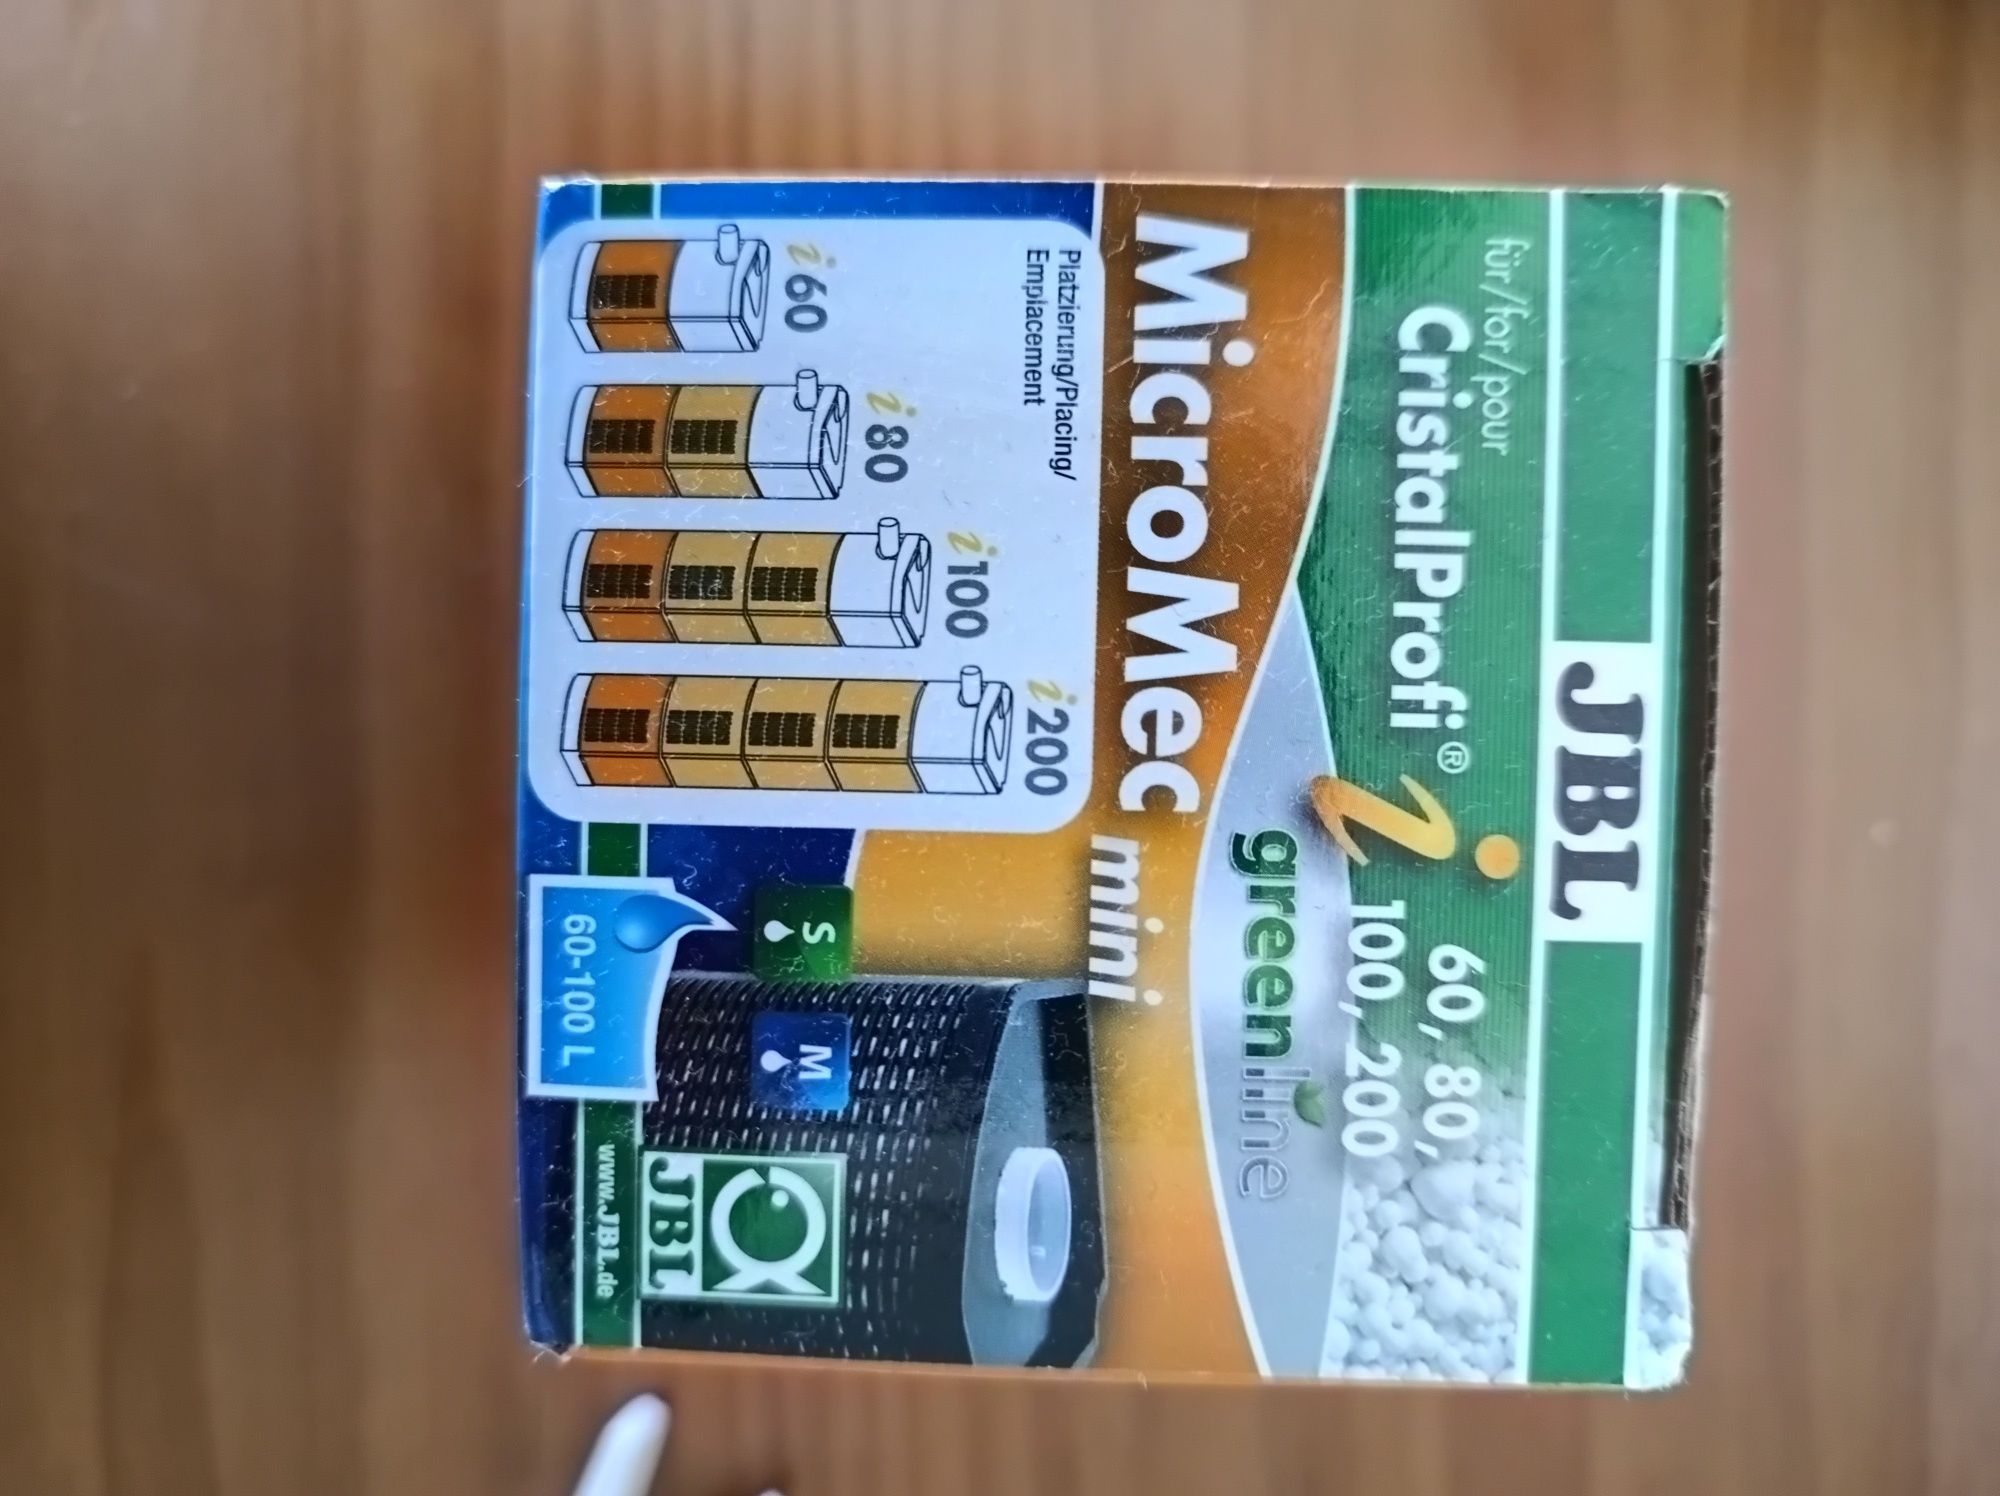 JBL
für/for/pour
CristalProfi® i 60, 80,
100, 200
greenline
MicroMec mini
Platzierung/Placing/
Emplacement
i60
i80
i100
i200
S
M
JBL
60-100 L
www.JBL.de